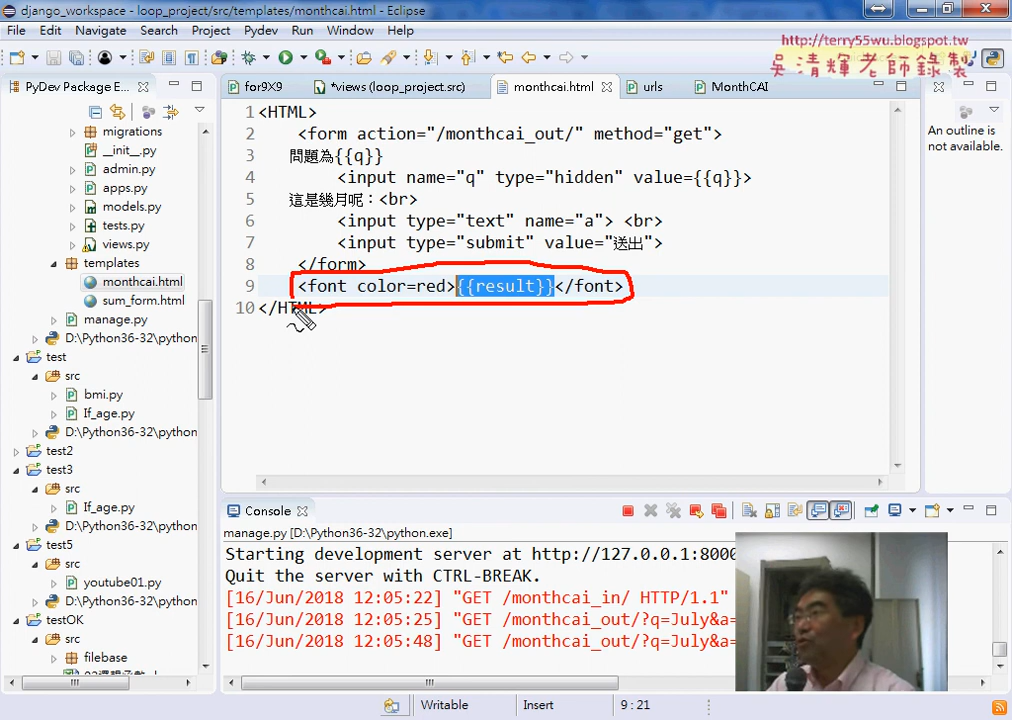 django_workspace - loop_project/src/templates/monthcai.html - Eclipse
File Edit Navigate Search Project Pydev Run Window Help
http://terry55wu.blogspot.tw
吳清輝老師錄製
PyDev Package E...
for9X9
*views (loop_project.src)
monthcai.html
urls
MonthCAI
migrations
__init__.py
admin.py
apps.py
models.py
tests.py
views.py
templates
monthcai.html
sum_form.html
manage.py
D:\Python36-32\python
test
src
bmi.py
If_age.py
D:\Python36-32\python
test2
test3
src
If_age.py
D:\Python36-32\python
test5
src
youtube01.py
D:\Python36-32\python
testOK
src
filebase
1 <HTML>
2 <form action="/monthcai_out/" method="get">
3 問題為{{q}}
4 <input name="q" type="hidden" value={{q}}>
5 這是幾月呢：<br>
6 <input type="text" name="a"> <br>
7 <input type="submit" value="送出">
8 </form>
9 <font color=red>{{result}}</font>
10 </HTML>
An outline is
not available.
Console
manage.py [D:\Python36-32\python.exe]
Starting development server at http://127.0.0.1:8000
Quit the server with CTRL-BREAK.
[16/Jun/2018 12:05:22] "GET /monthcai_in/ HTTP/1.1"
[16/Jun/2018 12:05:25] "GET /monthcai_out/?q=July&a=
[16/Jun/2018 12:05:48] "GET /monthcai_out/?q=July&a=
Writable
Insert
9 : 21